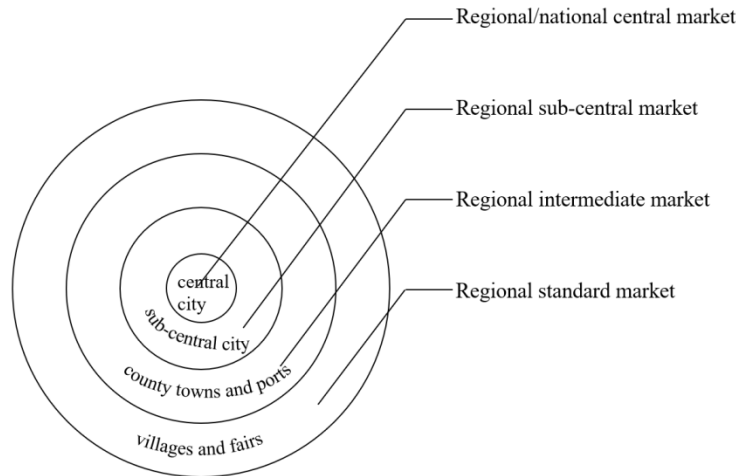 Regional/national central market
Regional sub-central market
Regional intermediate market
Regional standard market
central
city
sub-central city
county towns and ports
villages and fairs